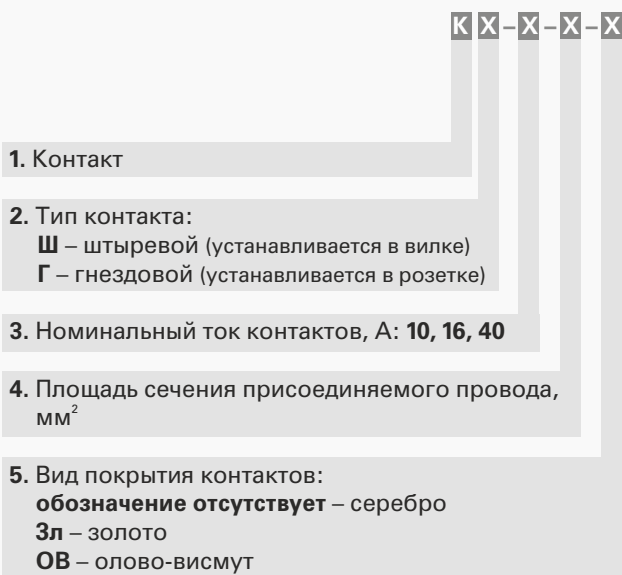 К Х – Х – Х – Х
1. Контакт
2. Тип контакта:
Ш – штыревой (устанавливается в вилке)
Г – гнездовой (устанавливается в розетке)
3. Номинальный ток контактов, А: 10, 16, 40
4. Площадь сечения присоединяемого провода,
мм²
5. Вид покрытия контактов:
обозначение отсутствует – серебро
Зл – золото
ОВ – олово-висмут